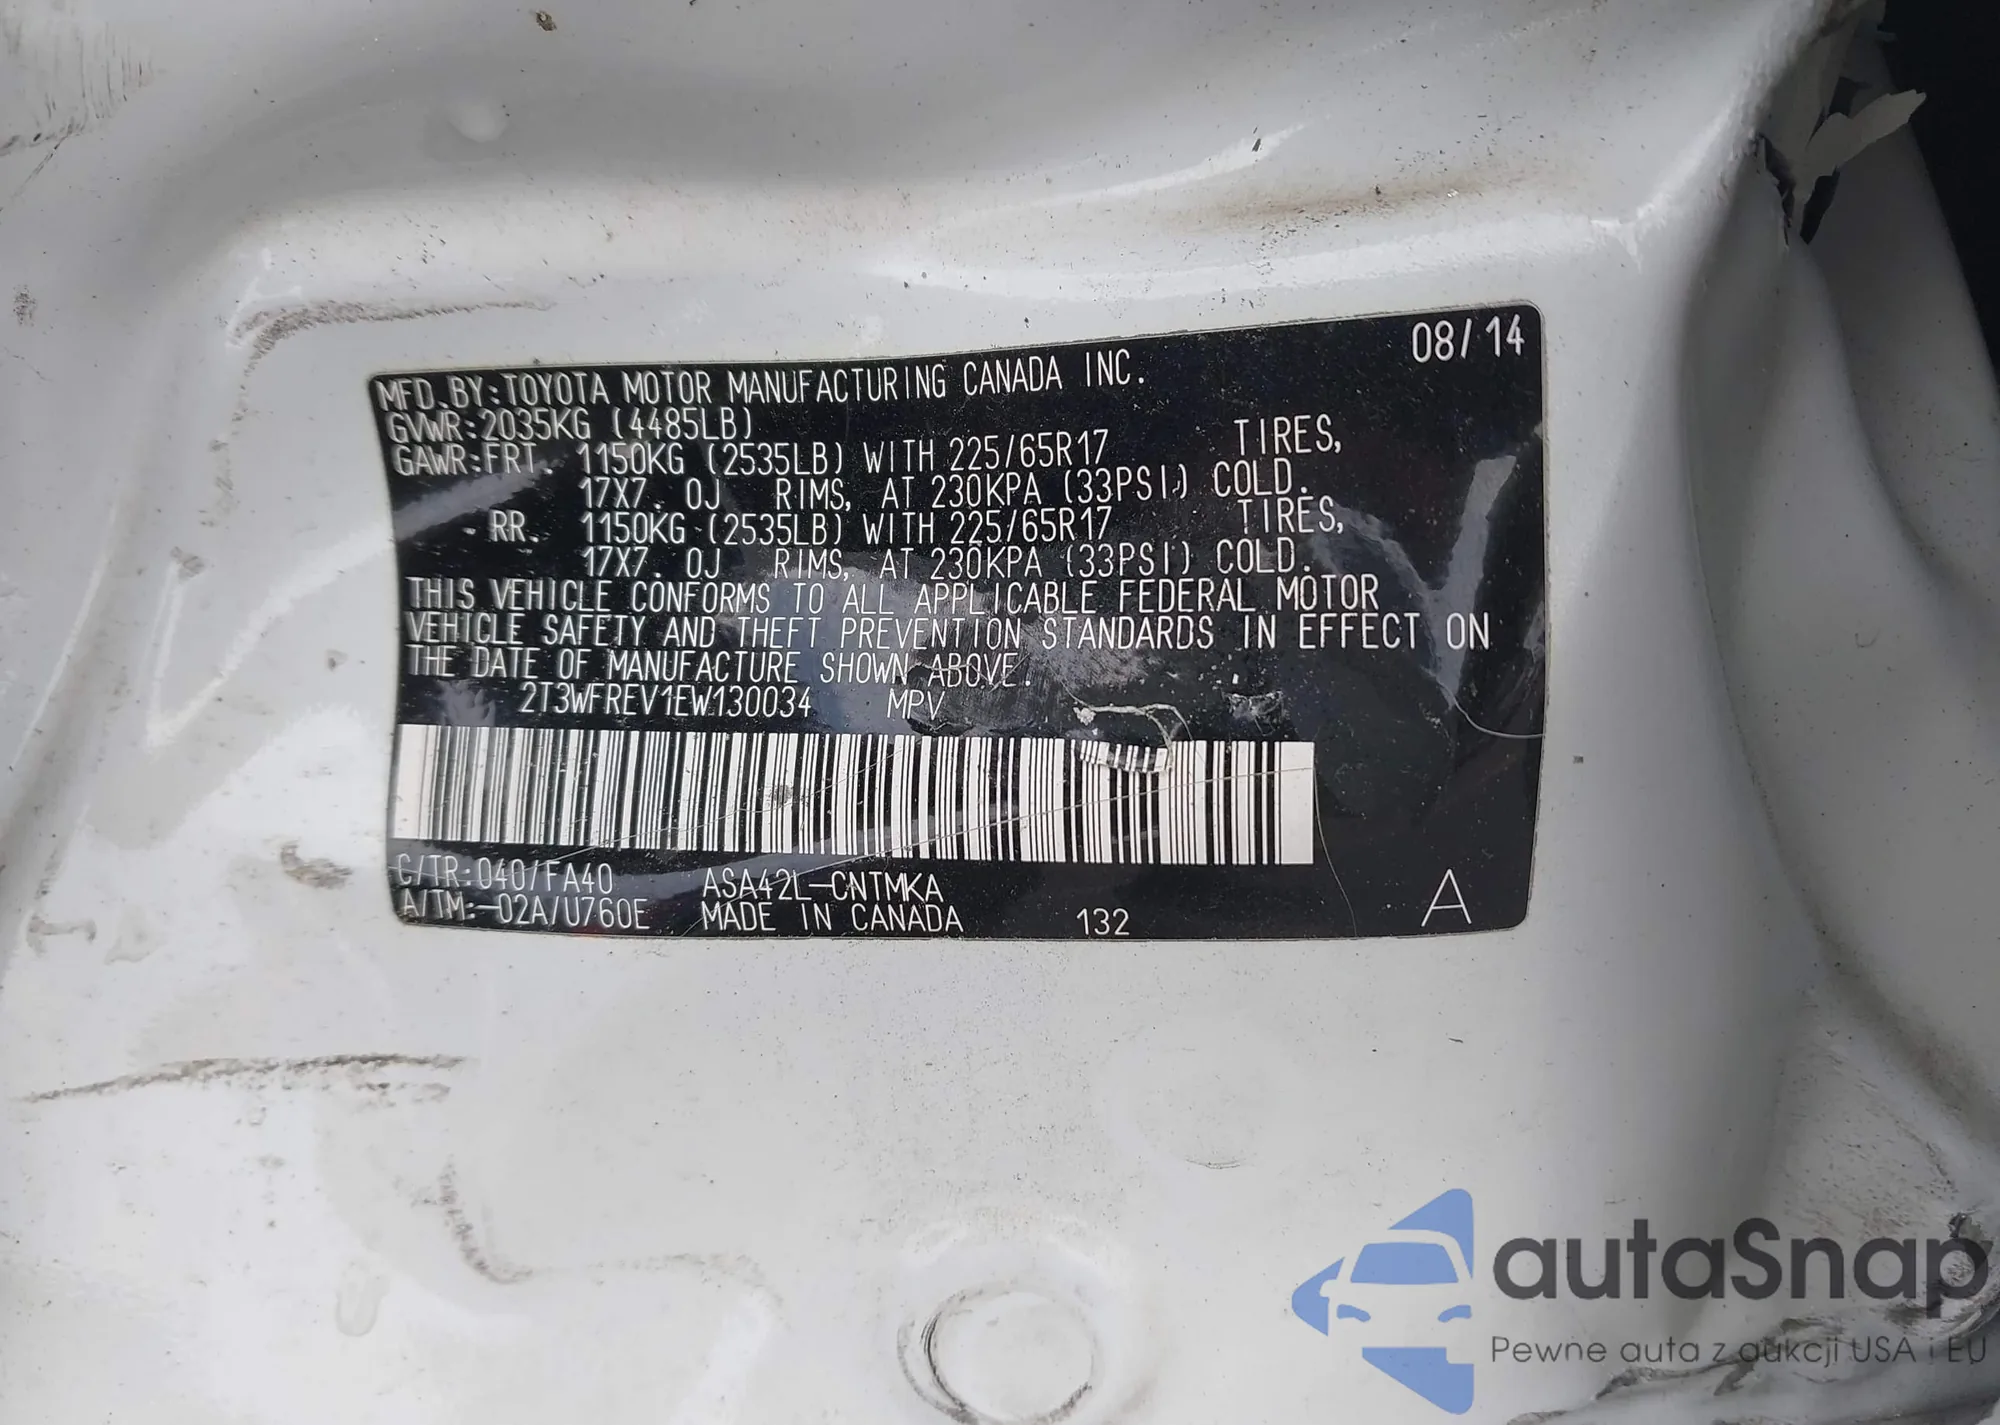 08/14
MFD.BY:TOYOTA MOTOR MANUFACTURING CANADA INC.
GVWR:2035KG (4485LB)
GAWR:FRT. 1150KG (2535LB) WITH 225/65R17 TIRES,
17X7.0J RIMS, AT 230KPA (33PSI) COLD.
RR. 1150KG (2535LB) WITH 225/65R17 TIRES,
17X7.0J RIMS, AT 230KPA (33PSI) COLD.
THIS VEHICLE CONFORMS TO ALL APPLICABLE FEDERAL MOTOR
VEHICLE SAFETY AND THEFT PREVENTION STANDARDS IN EFFECT ON
THE DATE OF MANUFACTURE SHOWN ABOVE.
2T3WFREV1EW130034 MPV
C/TR:040/FA40 ASA42L-CNTMKA
A/TM:-02A/U760E MADE IN CANADA 132 A
autaSnap
Pewne auta z aukcji USA i EU